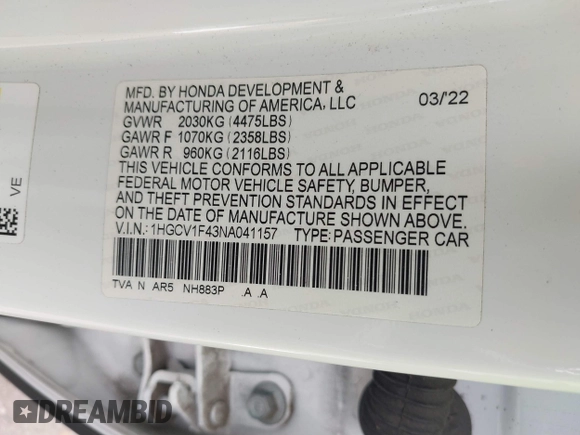 MFD. BY HONDA DEVELOPMENT &
MANUFACTURING OF AMERICA, LLC 03/'22
GVWR 2030KG (4475LBS)
GAWR F 1070KG (2358LBS)
GAWR R 960KG (2116LBS)
THIS VEHICLE CONFORMS TO ALL APPLICABLE
FEDERAL MOTOR VEHICLE SAFETY, BUMPER,
AND THEFT PREVENTION STANDARDS IN EFFECT
ON THE DATE OF MANUFACTURE SHOWN ABOVE.
V.I.N.: 1HGCV1F43NA041157 TYPE: PASSENGER CAR
TVA N AR5 NH883P .A .A
VE
DREAMBID